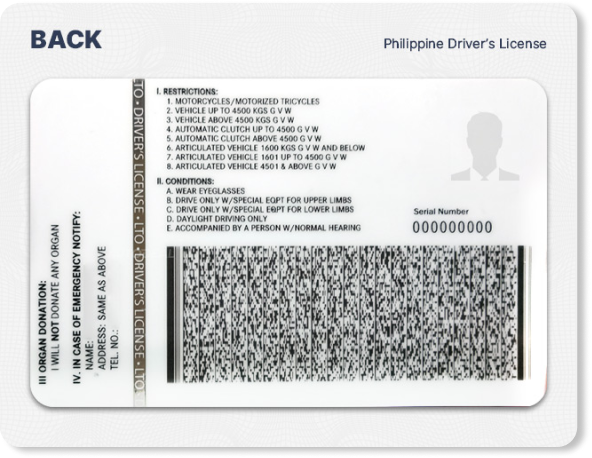 BACK
Philippine Driver's License
LTO • DRIVER'S LICENSE • LTO • DRIVER'S LICENSE • LTO
I. RESTRICTIONS:
1. MOTORCYCLES/MOTORIZED TRICYCLES
2. VEHICLE UP TO 4500 KGS G V W
3. VEHICLE ABOVE 4500 KGS G V W
4. AUTOMATIC CLUTCH UP TO 4500 G V W
5. AUTOMATIC CLUTCH ABOVE 4500 G V W
6. ARTICULATED VEHICLE 1600 KGS G V W AND BELOW
7. ARTICULATED VEHICLE 1601 UP TO 4500 G V W
8. ARTICULATED VEHICLE 4501 & ABOVE G V W
II. CONDITIONS:
A. WEAR EYEGLASSES
B. DRIVE ONLY W/SPECIAL EQPT FOR UPPER LIMBS
C. DRIVE ONLY W/SPECIAL EQPT FOR LOWER LIMBS
D. DAYLIGHT DRIVING ONLY
E. ACCOMPANIED BY A PERSON W/NORMAL HEARING
Serial Number
000000000
III ORGAN DONATION:
I WILL NOT DONATE ANY ORGAN
IV. IN CASE OF EMERGENCY NOTIFY:
NAME:
ADDRESS: SAME AS ABOVE
TEL. NO.: